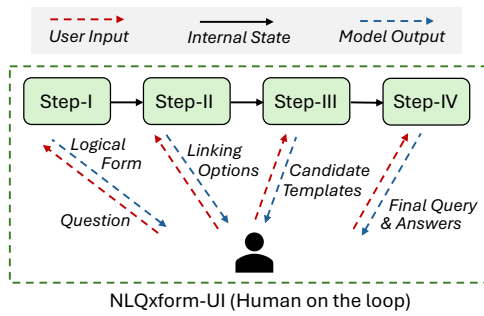 User Input
Internal State
Model Output
Step-I
Step-II
Step-III
Step-IV
Logical
Form
Question
Linking
Options
Candidate
Templates
Final Query
& Answers
NLQxform-UI (Human on the loop)